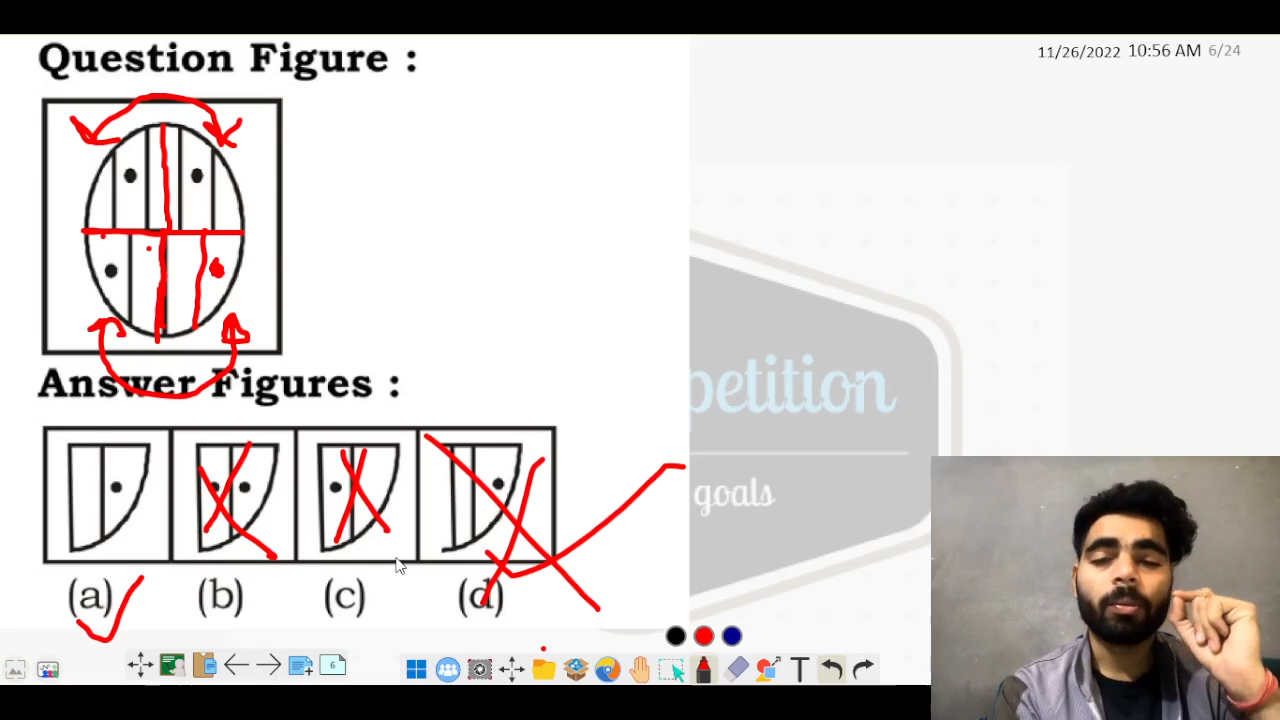 Question Figure :
11/26/2022 10:56 AM 6/24
Answer Figures :
petition
goals
(a) (b) (c) (d)
6
T